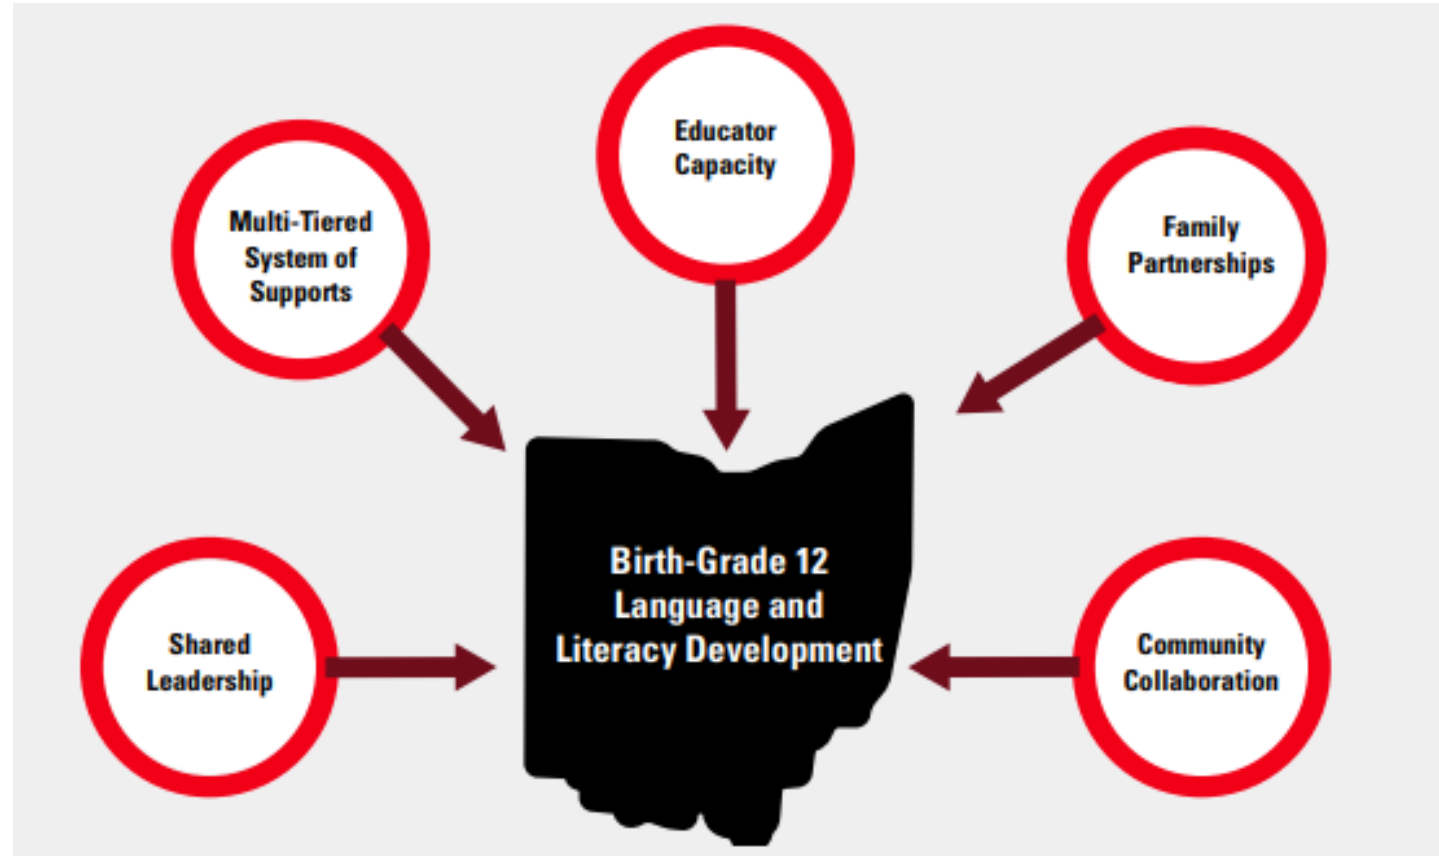 Educator
Capacity
Multi-Tiered
System of
Supports
Family
Partnerships
Birth-Grade 12
Language and
Literacy Development
Shared
Leadership
Community
Collaboration